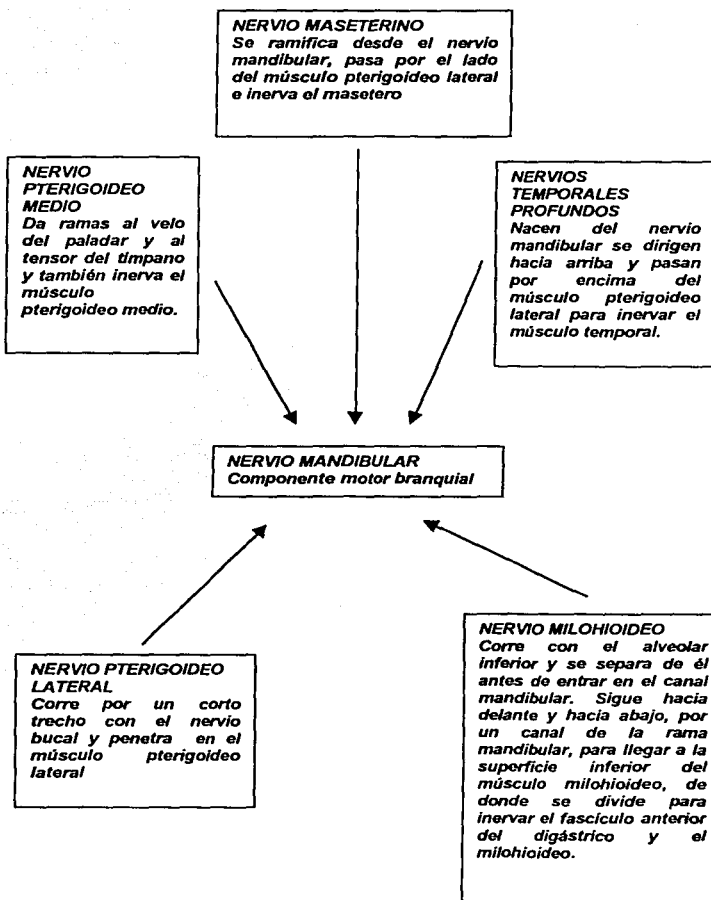 NERVIO MASETERINO
Se ramifica desde el nervio
mandibular, pasa por el lado
del músculo pterigoideo lateral
e inerva el masetero
NERVIO
PTERIGOIDEO
MEDIO
Da ramas al velo
del paladar y al
tensor del tímpano
y también inerva el
músculo
pterigoideo medio.
NERVIOS
TEMPORALES
PROFUNDOS
Nacen del nervio
mandibular se dirigen
hacia arriba y pasan
por encima del
músculo pterigoideo
lateral para inervar el
músculo temporal.
NERVIO MANDIBULAR
Componente motor branquial
NERVIO PTERIGOIDEO
LATERAL
Corre por un corto
trecho con el nervio
bucal y penetra en el
músculo pterigoideo
lateral
NERVIO MILOHIOIDEO
Corre con el alveolar
inferior y se separa de él
antes de entrar en el canal
mandibular. Sigue hacia
delante y hacia abajo, por
un canal de la rama
mandibular, para llegar a la
superficie inferior del
músculo milohioideo, de
donde se divide para
inervar el fascículo anterior
del digástrico y el
milohioideo.